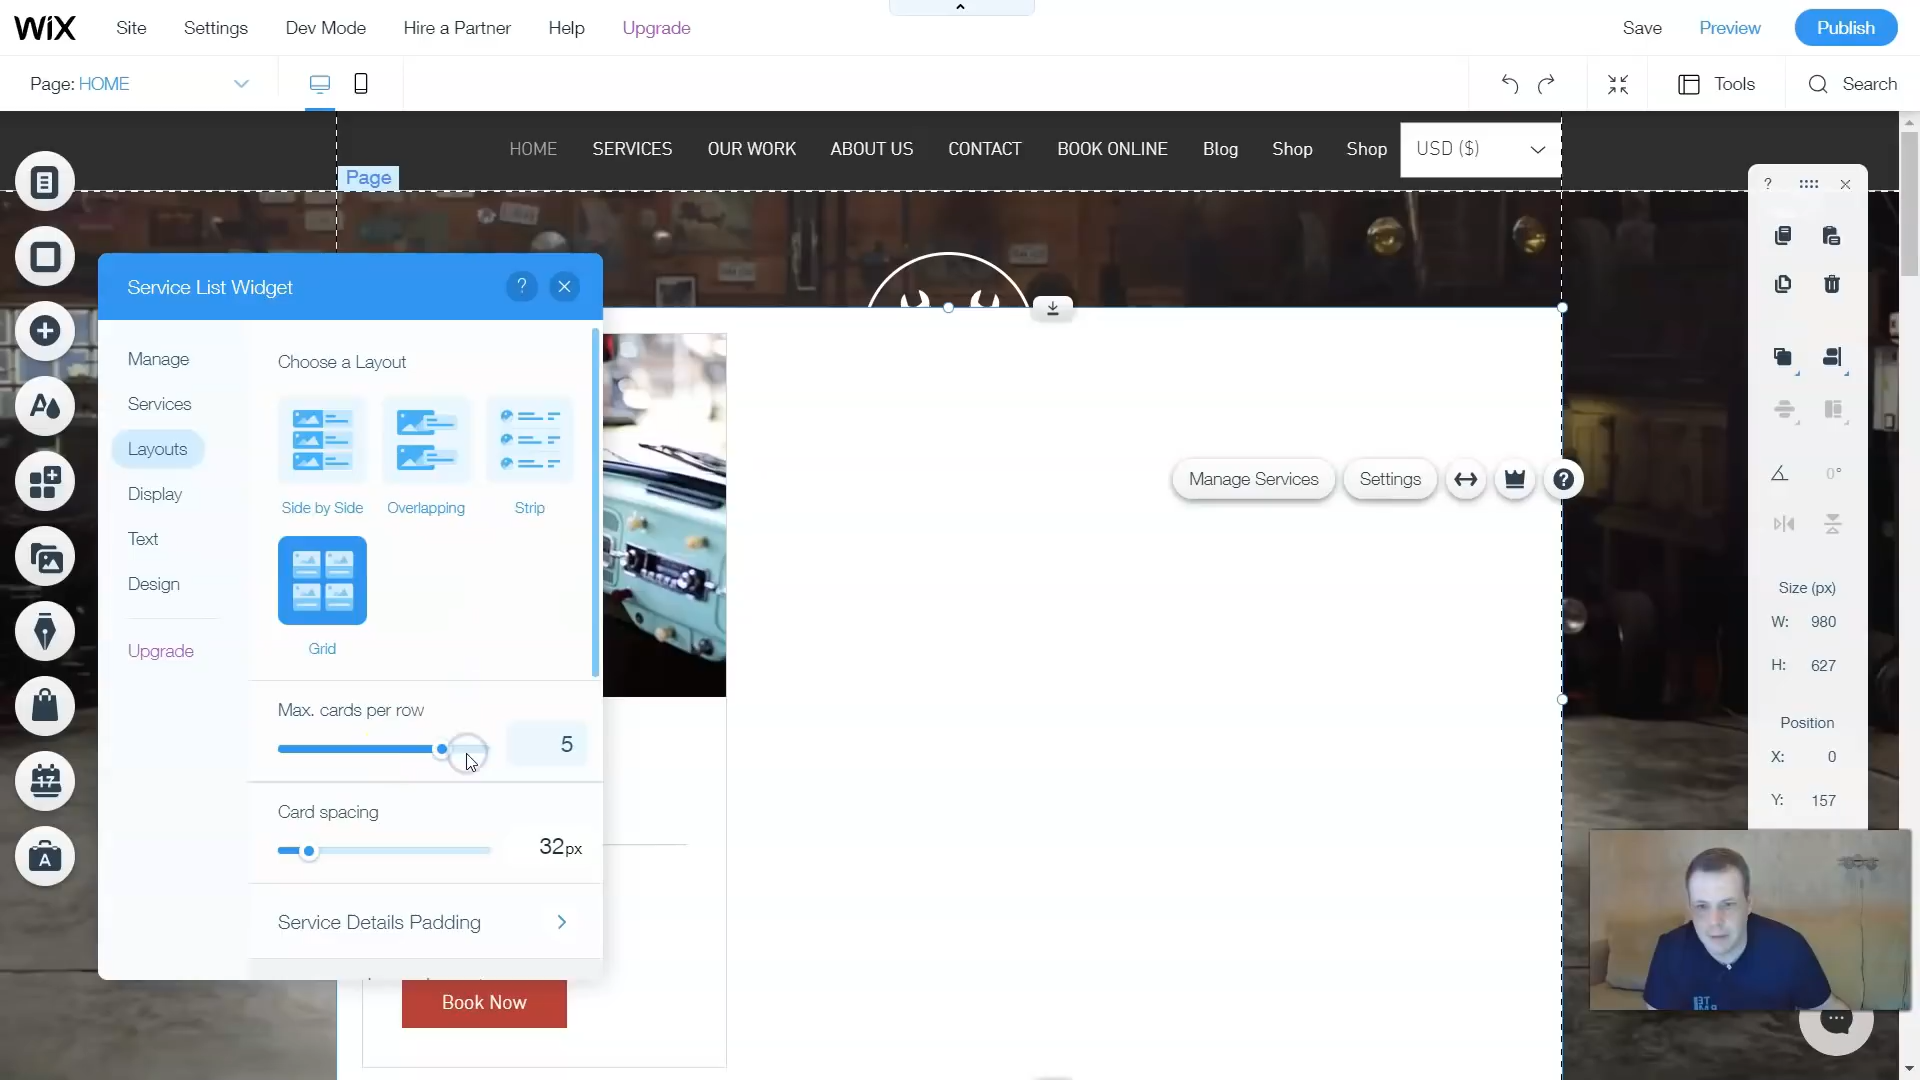 WiX
Site
Settings
Dev Mode
Hire a Partner
Help
Upgrade
Save
Preview
Publish
Page: HOME
Tools
Search
HOME
SERVICES
OUR WORK
ABOUT US
CONTACT
BOOK ONLINE
Blog
Shop
Shop
USD ($)
Page
?
Service List Widget
?
Manage
Services
Layouts
Display
Text
Design
Upgrade
Choose a Layout
Side by Side
Overlapping
Strip
Grid
Max. cards per row
5
Card spacing
32px
Service Details Padding
Book Now
Manage Services
Settings
?
0°
Size (px)
W: 980
H: 627
Position
X: 0
Y: 157
17
A
A